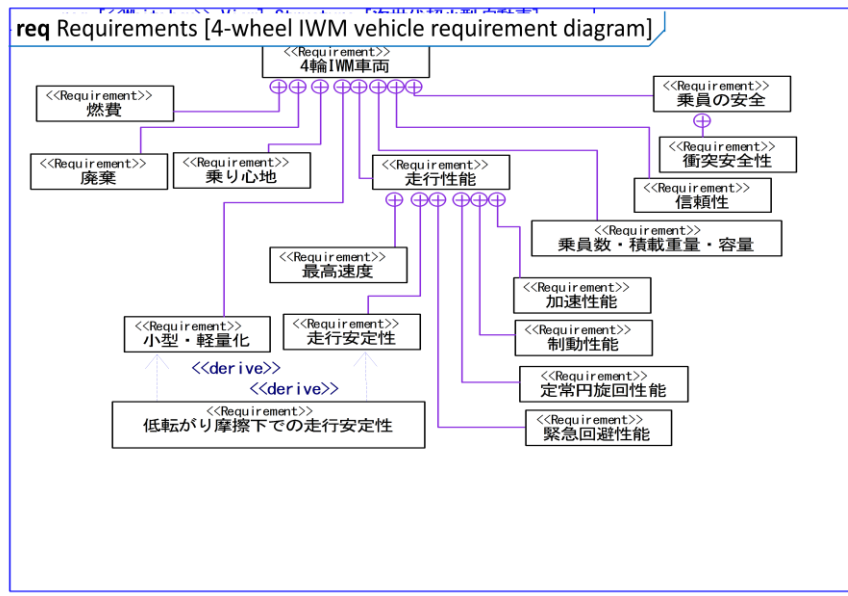 req Requirements [4-wheel IWM vehicle requirement diagram]
<<Requirement>>
4輪IWM車両
<<Requirement>>
燃費
<<Requirement>>
乗員の安全
<<Requirement>>
廃棄
<<Requirement>>
乗り心地
<<Requirement>>
走行性能
<<Requirement>>
衝突安全性
<<Requirement>>
信頼性
<<Requirement>>
乗員数・積載重量・容量
<<Requirement>>
最高速度
<<Requirement>>
加速性能
<<Requirement>>
小型・軽量化
<<Requirement>>
走行安定性
<<Requirement>>
制動性能
<<derive>>
<<derive>>
<<Requirement>>
定常円旋回性能
<<Requirement>>
低転がり摩擦下での走行安定性
<<Requirement>>
緊急回避性能